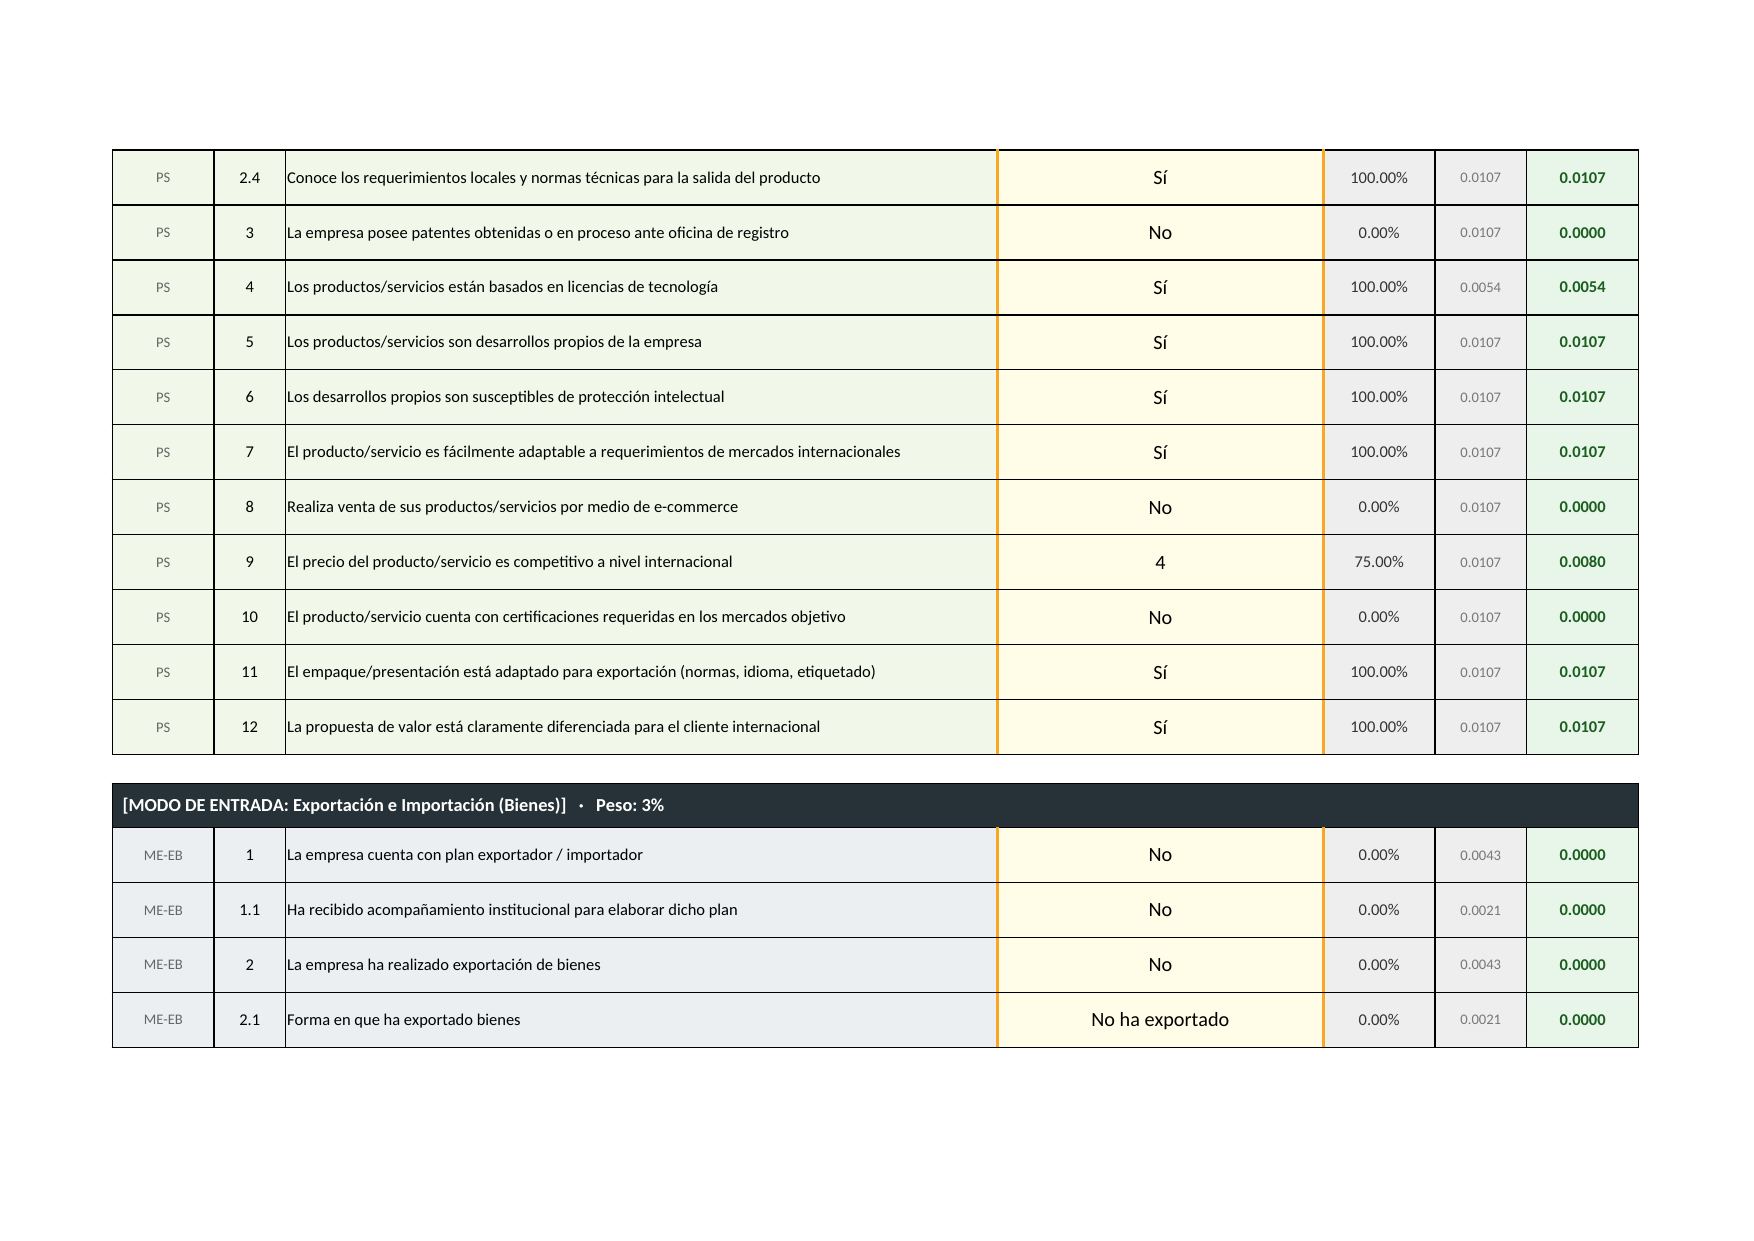 PS 2.4 Conoce los requerimientos locales y normas técnicas para la salida del producto Sí 100.00% 0.0107 0.0107
PS 3 La empresa posee patentes obtenidas o en proceso ante oficina de registro No 0.00% 0.0107 0.0000
PS 4 Los productos/servicios están basados en licencias de tecnología Sí 100.00% 0.0054 0.0054
PS 5 Los productos/servicios son desarrollos propios de la empresa Sí 100.00% 0.0107 0.0107
PS 6 Los desarrollos propios son susceptibles de protección intelectual Sí 100.00% 0.0107 0.0107
PS 7 El producto/servicio es fácilmente adaptable a requerimientos de mercados internacionales Sí 100.00% 0.0107 0.0107
PS 8 Realiza venta de sus productos/servicios por medio de e-commerce No 0.00% 0.0107 0.0000
PS 9 El precio del producto/servicio es competitivo a nivel internacional 4 75.00% 0.0107 0.0080
PS 10 El producto/servicio cuenta con certificaciones requeridas en los mercados objetivo No 0.00% 0.0107 0.0000
PS 11 El empaque/presentación está adaptado para exportación (normas, idioma, etiquetado) Sí 100.00% 0.0107 0.0107
PS 12 La propuesta de valor está claramente diferenciada para el cliente internacional Sí 100.00% 0.0107 0.0107
[MODO DE ENTRADA: Exportación e Importación (Bienes)] · Peso: 3%
ME-EB 1 La empresa cuenta con plan exportador / importador No 0.00% 0.0043 0.0000
ME-EB 1.1 Ha recibido acompañamiento institucional para elaborar dicho plan No 0.00% 0.0021 0.0000
ME-EB 2 La empresa ha realizado exportación de bienes No 0.00% 0.0043 0.0000
ME-EB 2.1 Forma en que ha exportado bienes No ha exportado 0.00% 0.0021 0.0000